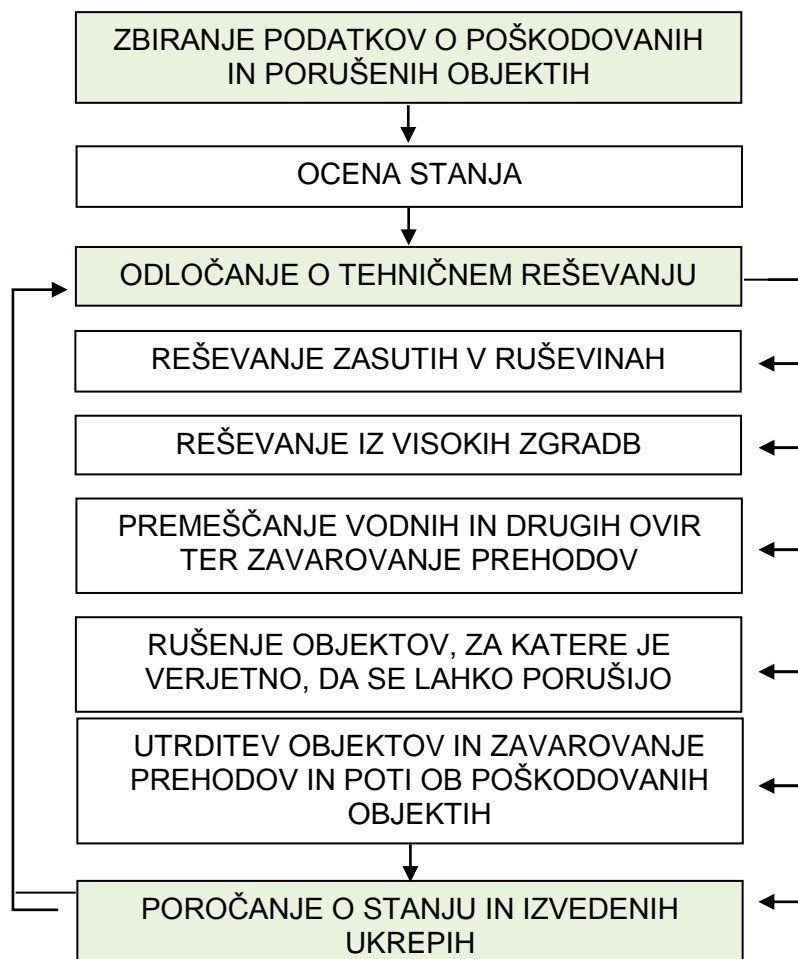 ZBIRANJE PODATKOV O POŠKODOVANIH
IN PORUŠENIH OBJEKTIH
OCENA STANJA
ODLOČANJE O TEHNIČNEM REŠEVANJU
REŠEVANJE ZASUTIH V RUŠEVINAH
REŠEVANJE IZ VISOKIH ZGRADB
PREMEŠČANJE VODNIH IN DRUGIH OVIR
TER ZAVAROVANJE PREHODOV
RUŠENJE OBJEKTOV, ZA KATERE JE
VERJETNO, DA SE LAHKO PORUŠIJO
UTRDITEV OBJEKTOV IN ZAVAROVANJE
PREHODOV IN POTI OB POŠKODOVANIH
OBJEKTIH
POROČANJE O STANJU IN IZVEDENIH
UKREPIH